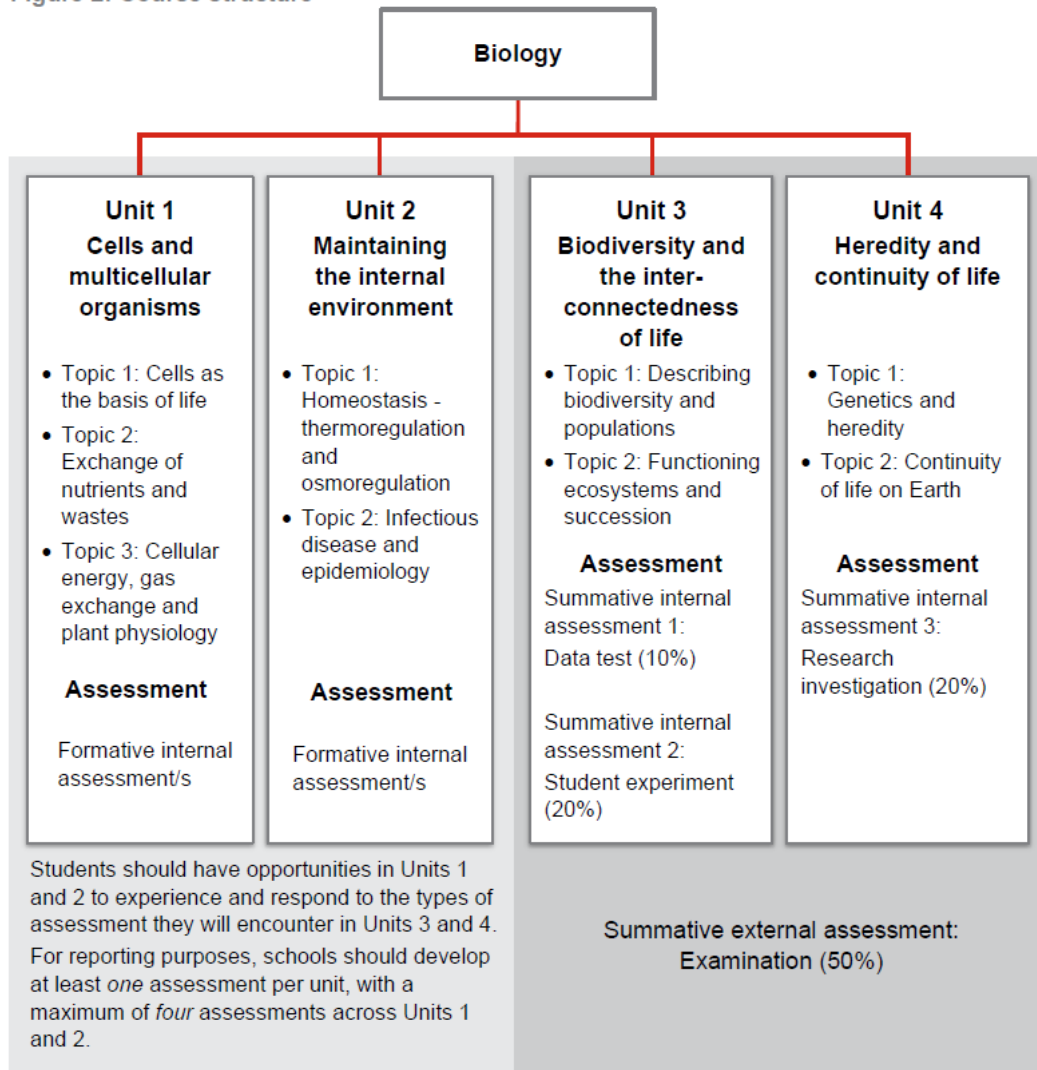 Figure 2: Course structure
Biology
Unit 1
Cells and
multicellular
organisms
• Topic 1: Cells as
the basis of life
• Topic 2:
Exchange of
nutrients and
wastes
• Topic 3: Cellular
energy, gas
exchange and
plant physiology
Assessment
Formative internal
assessment/s
Unit 2
Maintaining
the internal
environment
• Topic 1:
Homeostasis -
thermoregulation
and
osmoregulation
• Topic 2: Infectious
disease and
epidemiology
Assessment
Formative internal
assessment/s
Unit 3
Biodiversity and
the inter-
connectedness
of life
• Topic 1: Describing
biodiversity and
populations
• Topic 2: Functioning
ecosystems and
succession
Assessment
Summative internal
assessment 1:
Data test (10%)
Summative internal
assessment 2:
Student experiment
(20%)
Unit 4
Heredity and
continuity of life
• Topic 1:
Genetics and
heredity
• Topic 2: Continuity
of life on Earth
Assessment
Summative internal
assessment 3:
Research
investigation (20%)
Students should have opportunities in Units 1
and 2 to experience and respond to the types of
assessment they will encounter in Units 3 and 4.
For reporting purposes, schools should develop
at least one assessment per unit, with a
maximum of four assessments across Units 1
and 2.
Summative external assessment:
Examination (50%)